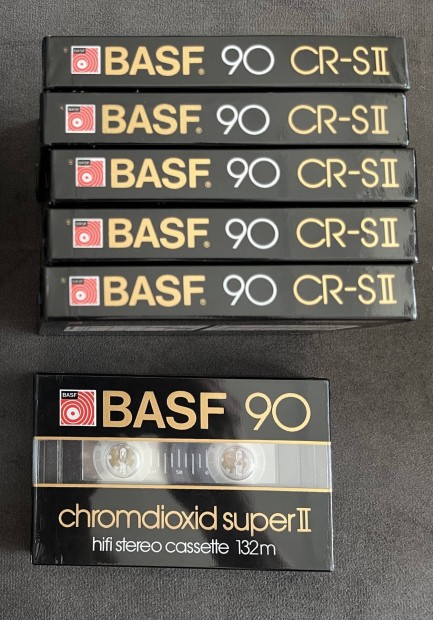 BASF 90 CR-SII
BASF 90 CR-SII
BASF 90 CR-SII
BASF 90 CR-SII
BASF 90 CR-SII
BASF BASF 90
50
chromdioxid super II
hifi stereo cassette 132m